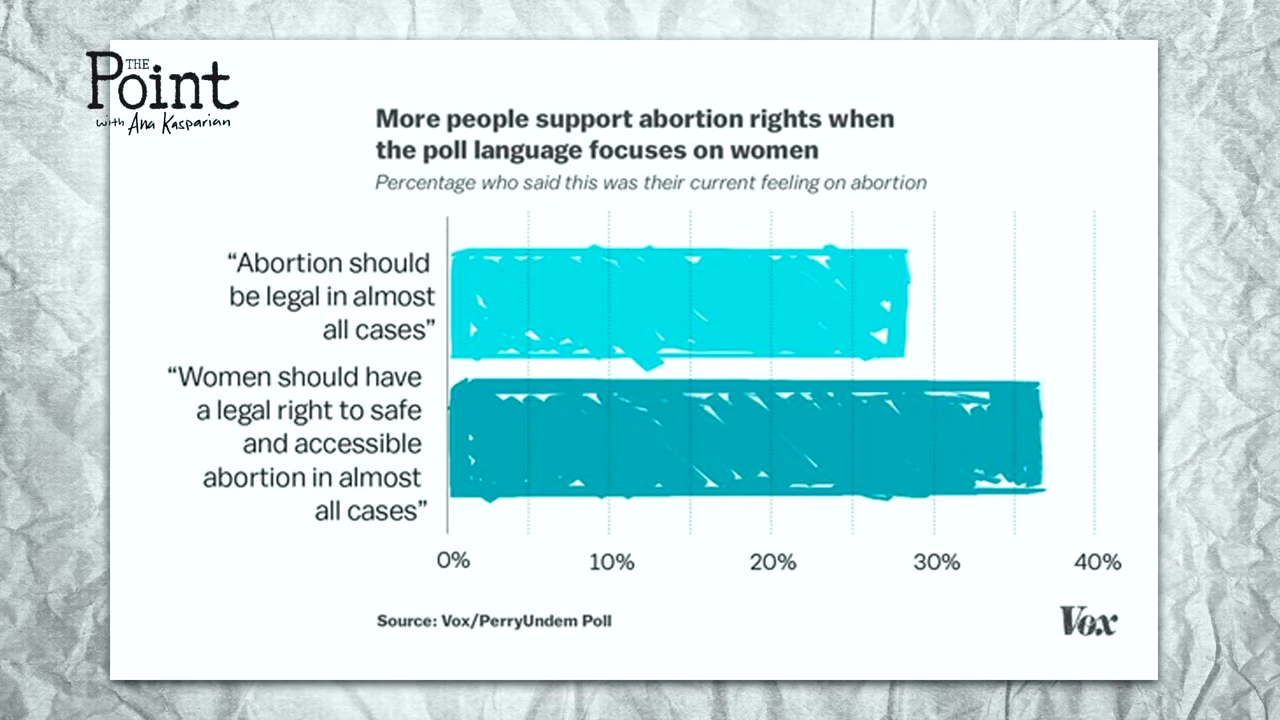 THE
Point
with Ana Kasparian
More people support abortion rights when
the poll language focuses on women
Percentage who said this was their current feeling on abortion
“Abortion should
be legal in almost
all cases”
“Women should have
a legal right to safe
and accessible
abortion in almost
all cases”
0%
10%
20%
30%
40%
Source: Vox/PerryUndem Poll
Vox